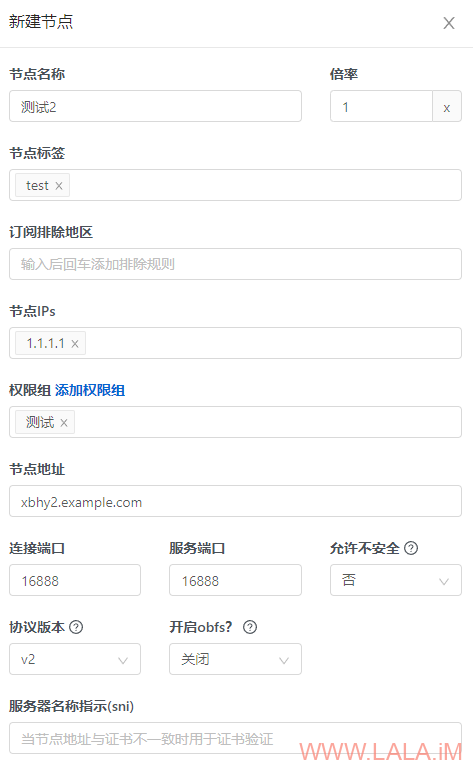 新建节点
节点名称 倍率
测试2 1 x
节点标签
test
订阅排除地区
输入后回车添加排除规则
节点IPs
1.1.1.1
权限组 添加权限组
测试
节点地址
xbhy2.example.com
连接端口 服务端口 允许不安全
16888 16888 否
协议版本 开启obfs?
v2 关闭
服务器名称指示(sni)
当节点地址与证书不一致时用于证书验证
WWW.LALA.iM